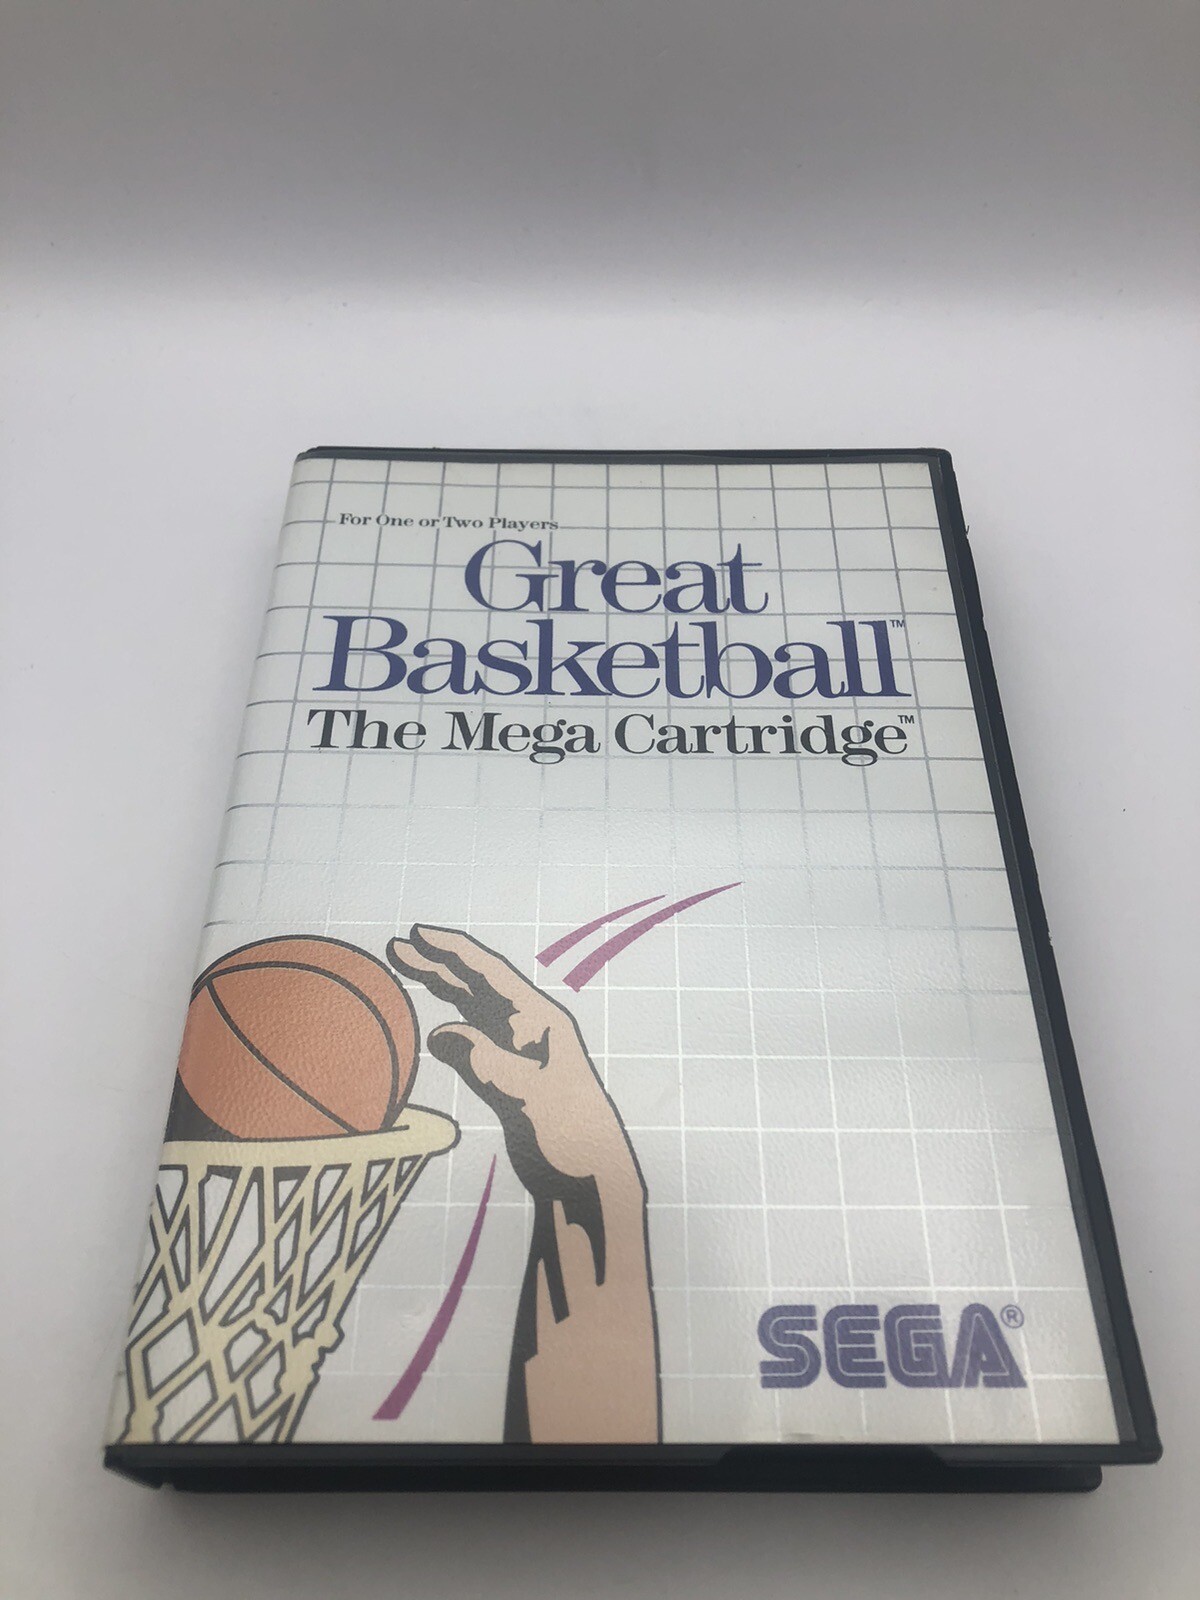 For One or Two Players
Great
Basketball™
The Mega Cartridge™
SEGA®